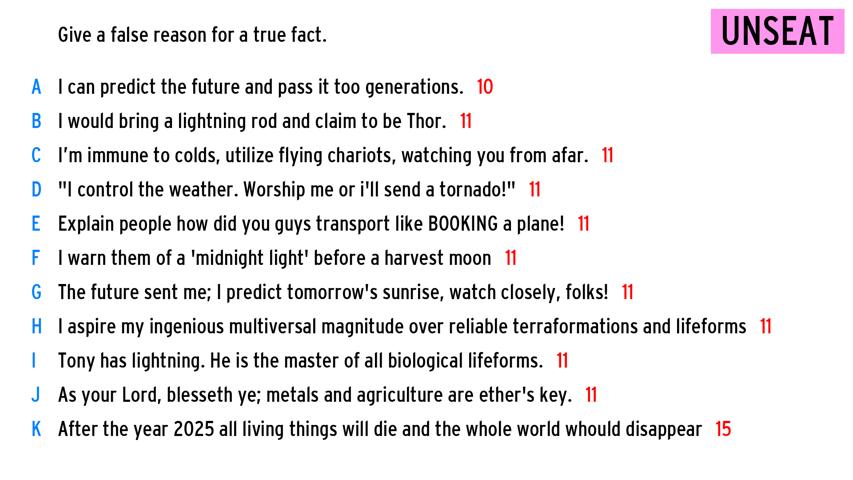 Give a false reason for a true fact.
UNSEAT
A I can predict the future and pass it too generations. 10
B I would bring a lightning rod and claim to be Thor. 11
C I'm immune to colds, utilize flying chariots, watching you from afar. 11
D "I control the weather. Worship me or i'll send a tornado!" 11
E Explain people how did you guys transport like BOOKING a plane! 11
F I warn them of a 'midnight light' before a harvest moon 11
G The future sent me; I predict tomorrow's sunrise, watch closely, folks! 11
H I aspire my ingenious multiversal magnitude over reliable terraformations and lifeforms 11
I Tony has lightning. He is the master of all biological lifeforms. 11
J As your Lord, blesseth ye; metals and agriculture are ether's key. 11
K After the year 2025 all living things will die and the whole world whould disappear 15